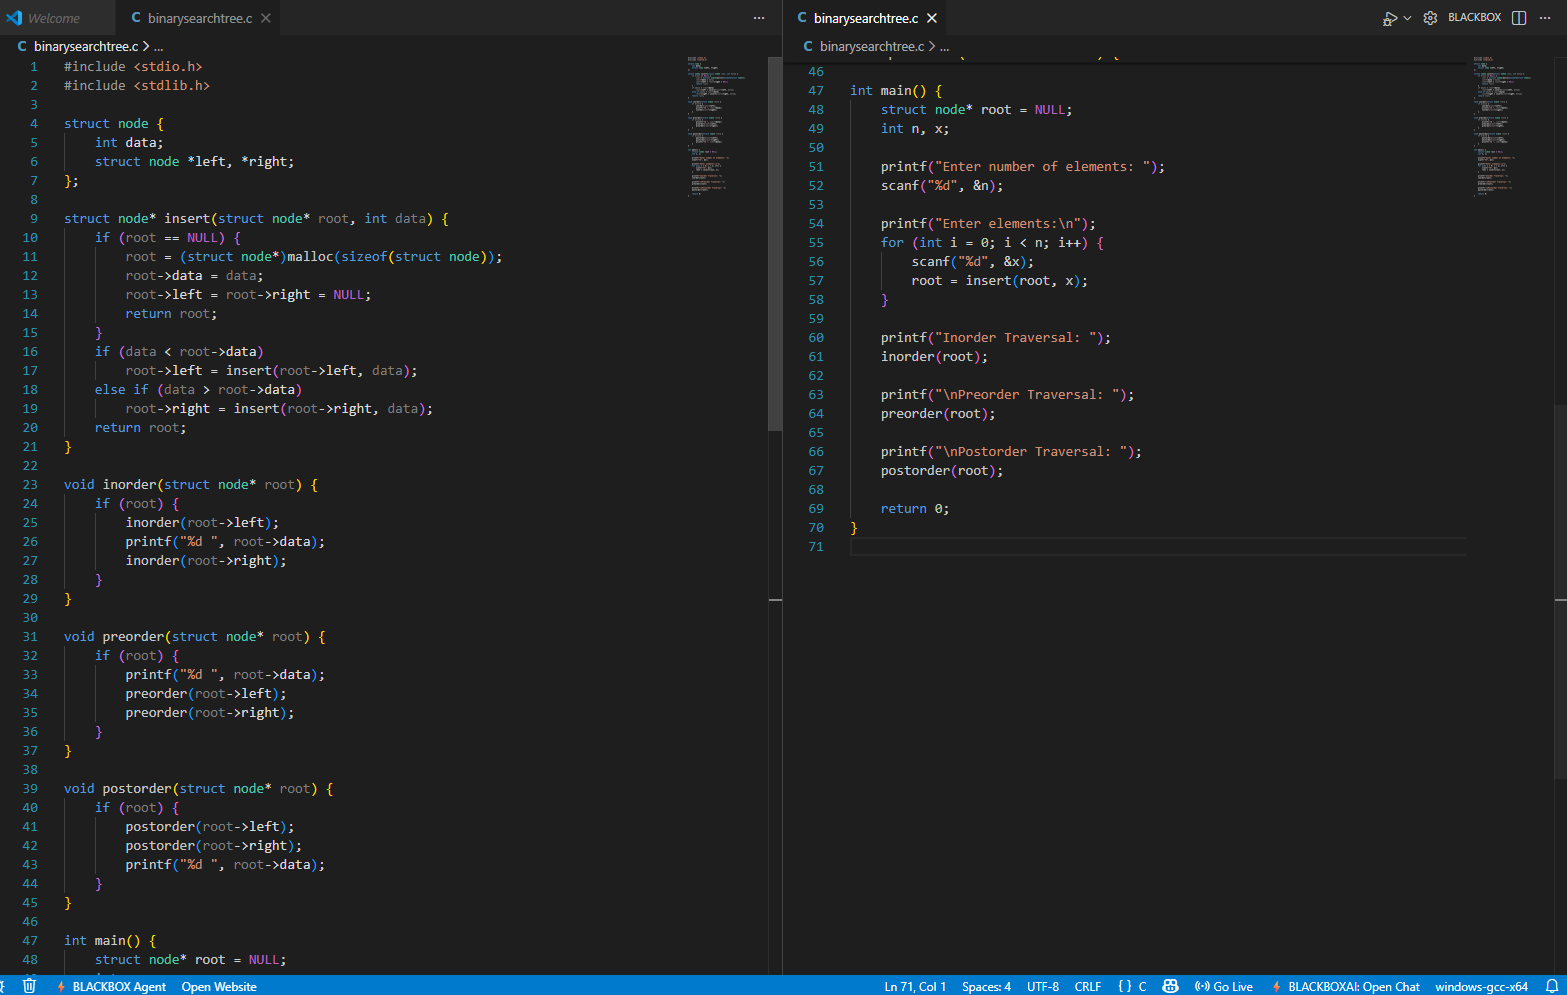 Welcome
C binarysearchtree.c
C binarysearchtree.c > ...
1 #include <stdio.h>
2 #include <stdlib.h>
3
4 struct node {
5     int data;
6     struct node *left, *right;
7 };
8
9 struct node* insert(struct node* root, int data) {
10     if (root == NULL) {
11         root = (struct node*)malloc(sizeof(struct node));
12         root->data = data;
13         root->left = root->right = NULL;
14         return root;
15     }
16     if (data < root->data)
17         root->left = insert(root->left, data);
18     else if (data > root->data)
19         root->right = insert(root->right, data);
20     return root;
21 }
22
23 void inorder(struct node* root) {
24     if (root) {
25         inorder(root->left);
26         printf("%d ", root->data);
27         inorder(root->right);
28     }
29 }
30
31 void preorder(struct node* root) {
32     if (root) {
33         printf("%d ", root->data);
34         preorder(root->left);
35         preorder(root->right);
36     }
37 }
38
39 void postorder(struct node* root) {
40     if (root) {
41         postorder(root->left);
42         postorder(root->right);
43         printf("%d ", root->data);
44     }
45 }
46
47 int main() {
48     struct node* root = NULL;
C binarysearchtree.c
BLACKBOX
C binarysearchtree.c > ...
46
47 int main() {
48     struct node* root = NULL;
49     int n, x;
50
51     printf("Enter number of elements: ");
52     scanf("%d", &n);
53
54     printf("Enter elements:\n");
55     for (int i = 0; i < n; i++) {
56         scanf("%d", &x);
57         root = insert(root, x);
58     }
59
60     printf("Inorder Traversal: ");
61     inorder(root);
62
63     printf("\nPreorder Traversal: ");
64     preorder(root);
65
66     printf("\nPostorder Traversal: ");
67     postorder(root);
68
69     return 0;
70 }
71
BLACKBOX Agent Open Website Ln 71, Col 1 Spaces: 4 UTF-8 CRLF { } C Go Live BLACKBOXAI: Open Chat windows-gcc-x64